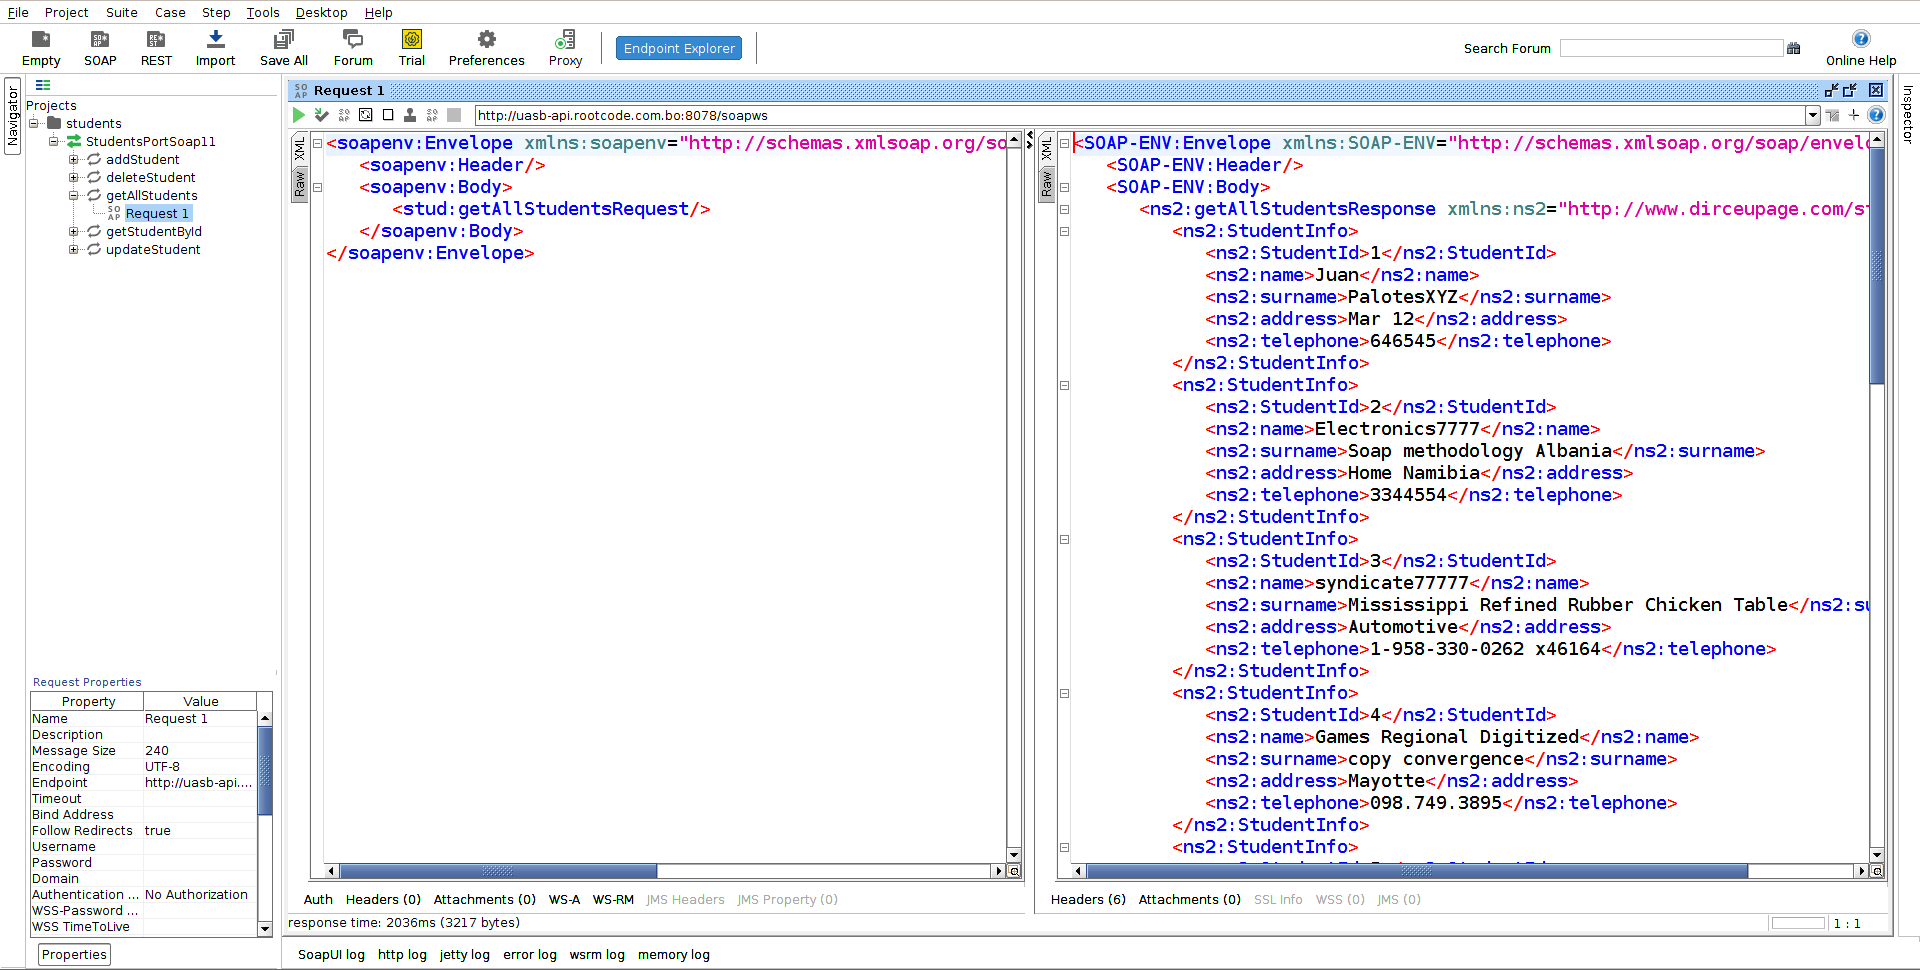 File Project Suite Case Step Tools Desktop Help
Empty SOAP REST Import Save All Forum Trial Preferences Proxy Endpoint Explorer Search Forum Online Help
Navigator
Projects
students
StudentsPortSoap11
addStudent
deleteStudent
getAllStudents
SOAP Request 1
getStudentById
updateStudent
Request Properties
Property Value
Name Request 1
Description
Message Size 240
Encoding UTF-8
Endpoint http://uasb-api....
Timeout
Bind Address
Follow Redirects true
Username
Password
Domain
Authentication ... No Authorization
WSS-Password ...
WSS TimeToLive
Properties
SOAP Request 1
http://uasb-api.rootcode.com.bo:8078/soapws
XML
Raw
<soapenv:Envelope xmlns:soapenv="http://schemas.xmlsoap.org/so
<soapenv:Header/>
<soapenv:Body>
<stud:getAllStudentsRequest/>
</soapenv:Body>
</soapenv:Envelope>
Auth Headers (0) Attachments (0) WS-A WS-RM JMS Headers JMS Property (0)
XML
Raw
<SOAP-ENV:Envelope xmlns:SOAP-ENV="http://schemas.xmlsoap.org/soap/envelo
<SOAP-ENV:Header/>
<SOAP-ENV:Body>
<ns2:getAllStudentsResponse xmlns:ns2="http://www.dirceupage.com/st
<ns2:StudentInfo>
<ns2:StudentId>1</ns2:StudentId>
<ns2:name>Juan</ns2:name>
<ns2:surname>PalotesXYZ</ns2:surname>
<ns2:address>Mar 12</ns2:address>
<ns2:telephone>646545</ns2:telephone>
</ns2:StudentInfo>
<ns2:StudentInfo>
<ns2:StudentId>2</ns2:StudentId>
<ns2:name>Electronics7777</ns2:name>
<ns2:surname>Soap methodology Albania</ns2:surname>
<ns2:address>Home Namibia</ns2:address>
<ns2:telephone>3344554</ns2:telephone>
</ns2:StudentInfo>
<ns2:StudentInfo>
<ns2:StudentId>3</ns2:StudentId>
<ns2:name>syndicate77777</ns2:name>
<ns2:surname>Mississippi Refined Rubber Chicken Table</ns2:su
<ns2:address>Automotive</ns2:address>
<ns2:telephone>1-958-330-0262 x46164</ns2:telephone>
</ns2:StudentInfo>
<ns2:StudentInfo>
<ns2:StudentId>4</ns2:StudentId>
<ns2:name>Games Regional Digitized</ns2:name>
<ns2:surname>copy convergence</ns2:surname>
<ns2:address>Mayotte</ns2:address>
<ns2:telephone>098.749.3895</ns2:telephone>
</ns2:StudentInfo>
<ns2:StudentInfo>
Headers (6) Attachments (0) SSL Info WSS (0) JMS (0)
response time: 2036ms (3217 bytes)
1 : 1
SoapUI log http log jetty log error log wsrm log memory log
Inspector